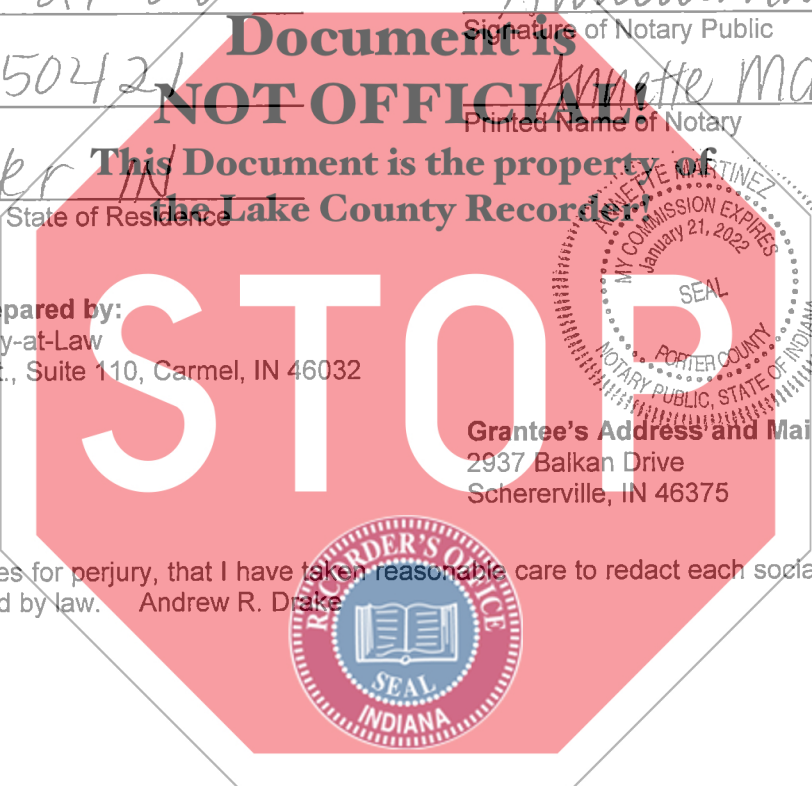 Document is
Signature of Notary Public
50421
Annette Ma
NOT OFFICIAL!
Printed Name of Notary
This Document is the property of
er IN
the Lake County Recorder!
State of Residence
ANNETTE MARTINEZ
MY COMMISSION EXPIRES
January 21, 2022
SEAL
PORTER COUNTY
NOTARY PUBLIC, STATE OF INDIANA
STOP
pared by:
y-at-Law
t., Suite 110, Carmel, IN 46032
Grantee's Address and Mai
2937 Balkan Drive
Schererville, IN 46375
es for perjury, that I have taken reasonable care to redact each socia
d by law. Andrew R. Drake
RECORDER'S OFFICE
SEAL
INDIANA